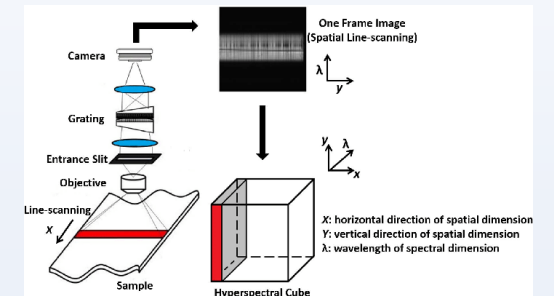 One Frame Image
(Spatial Line-scanning)
Camera
λ
y
Grating
Entrance Slit
Objective
y
λ
x
Line-scanning
X
X: horizontal direction of spatial dimension
Y: vertical direction of spatial dimension
λ: wavelength of spectral dimension
Sample
Hyperspectral Cube